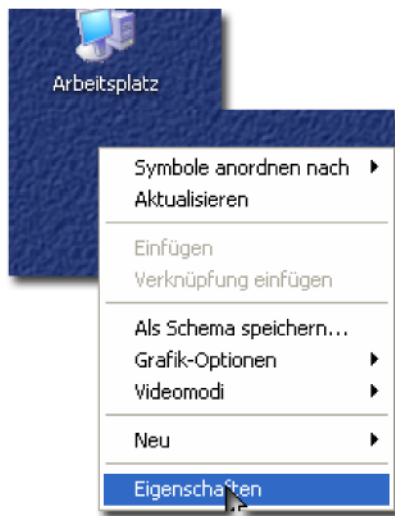 Arbeitsplatz
Symbole anordnen nach
Aktualisieren
Einfügen
Verknüpfung einfügen
Als Schema speichern...
Grafik-Optionen
Videomodi
Neu
Eigenschaften